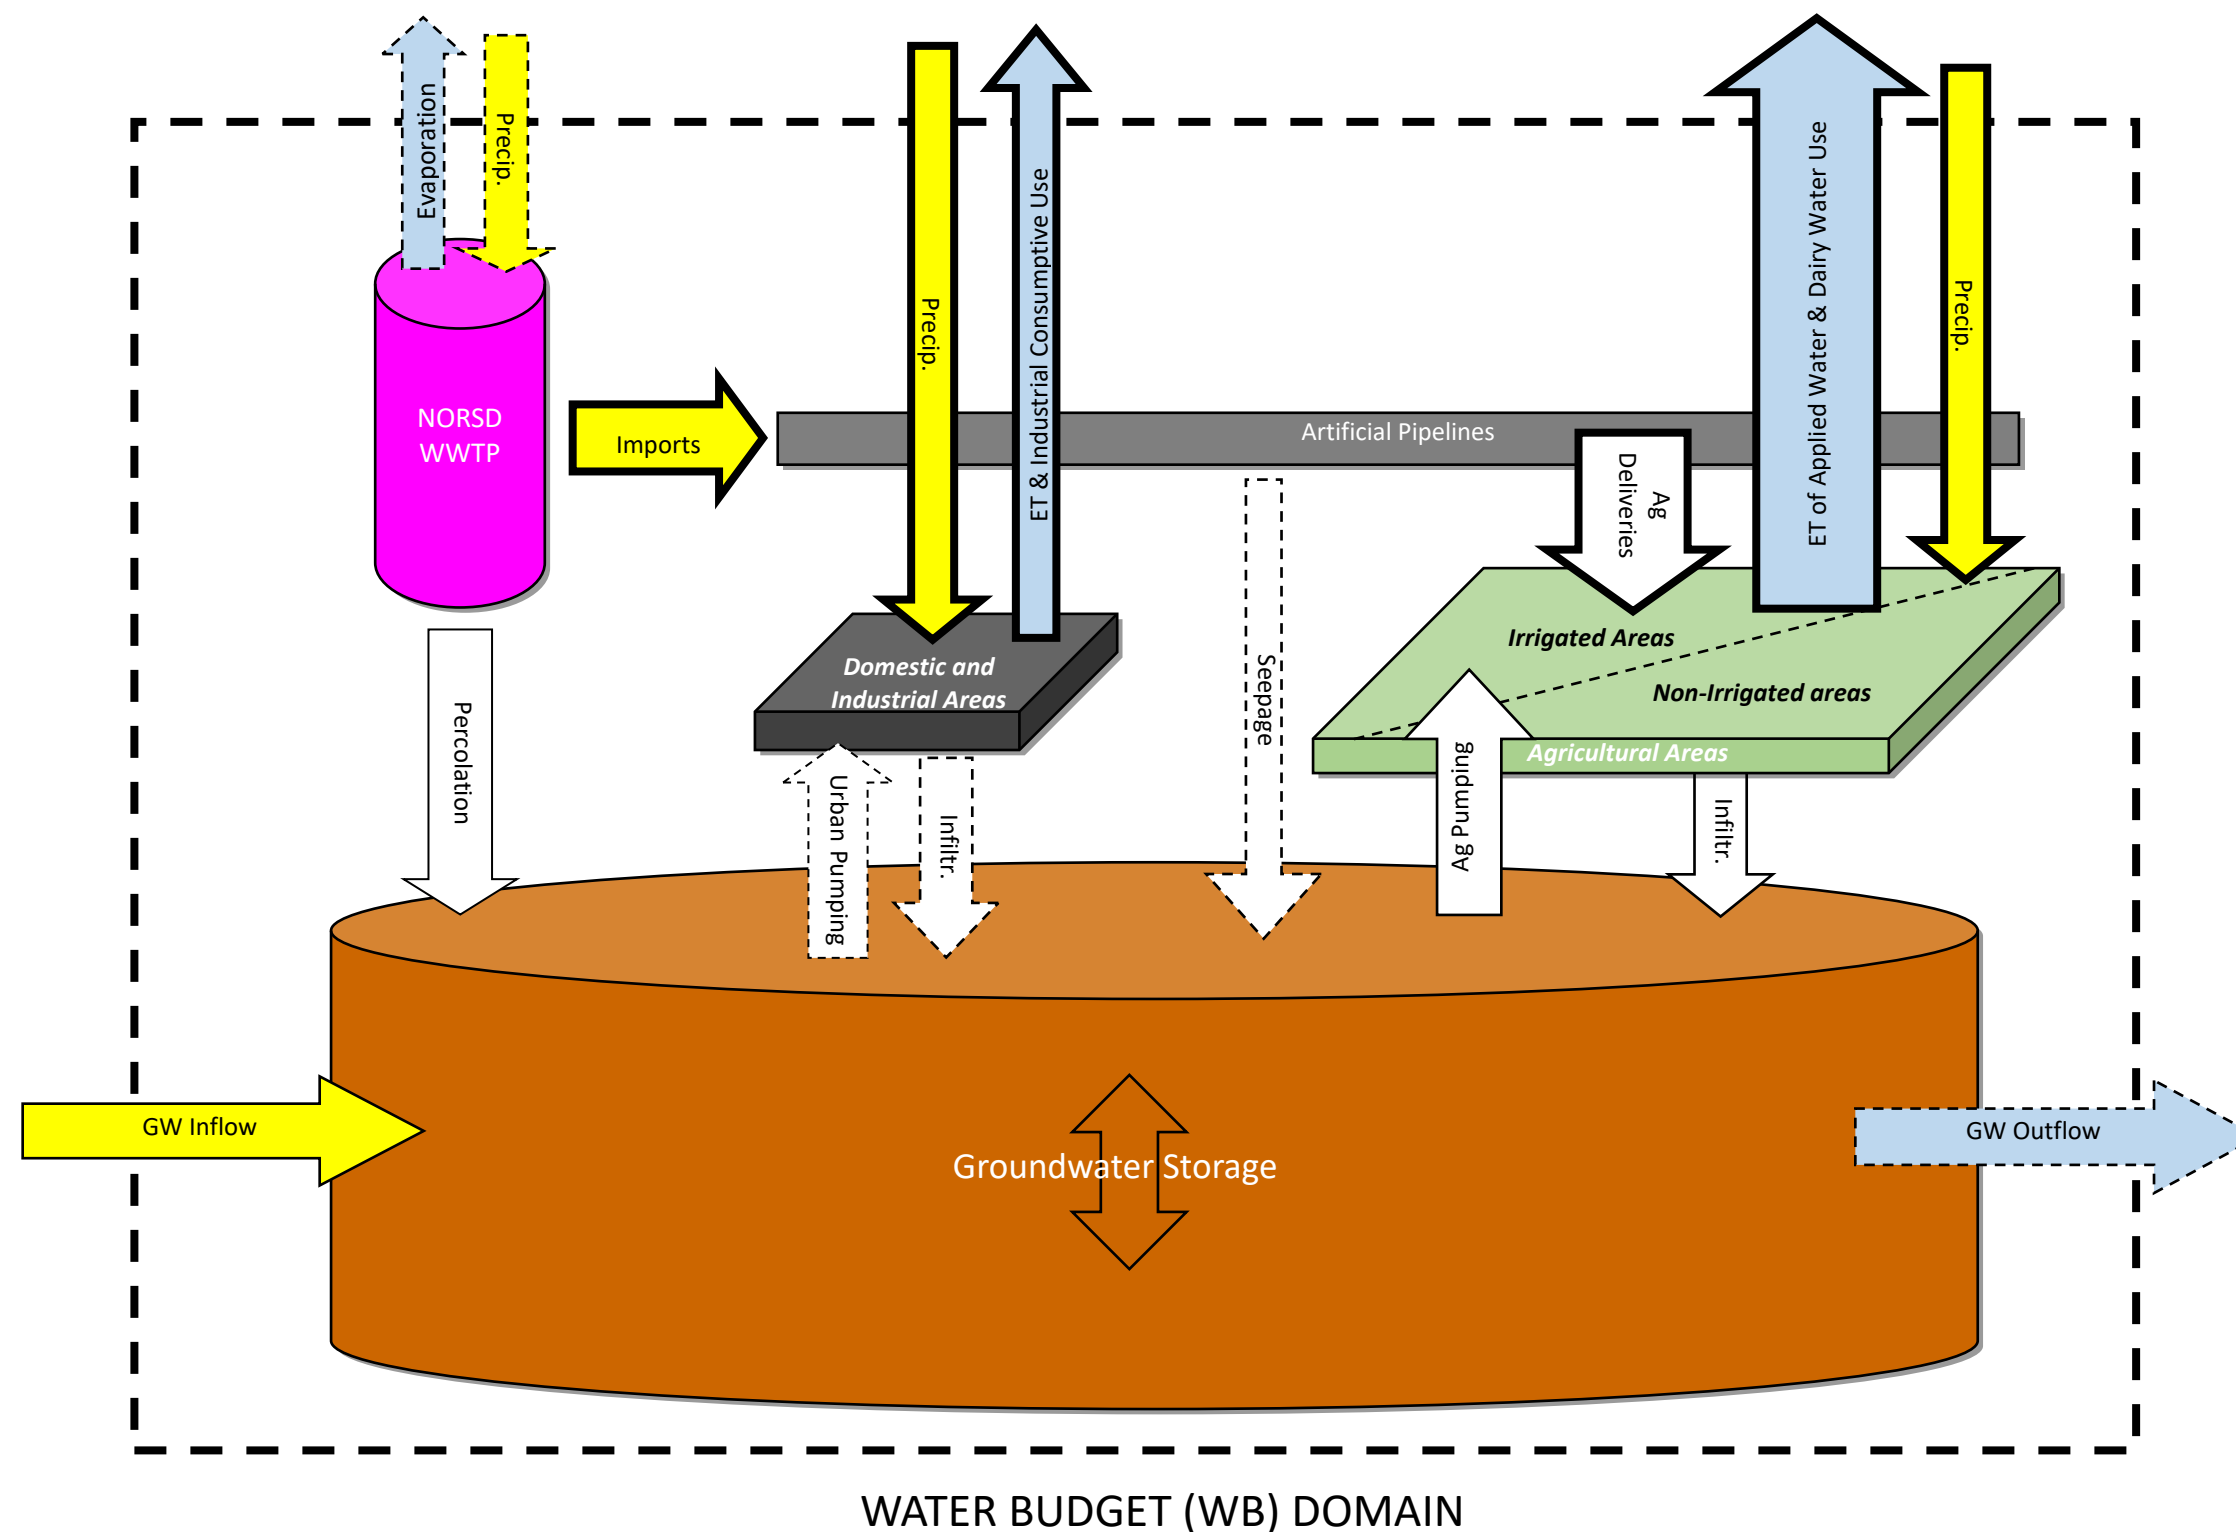 Evaporation
Precip.
Precip.
ET & Industrial Consumptive Use
ET of Applied Water & Dairy Water Use
Precip.
NORSD
WWTP
Imports
Artificial Pipelines
Ag
Deliveries
Domestic and
Industrial Areas
Irrigated Areas
Non-Irrigated areas
Agricultural Areas
Percolation
Urban Pumping
Infiltr.
Seepage
Ag Pumping
Infiltr.
GW Inflow
Groundwater Storage
GW Outflow
WATER BUDGET (WB) DOMAIN